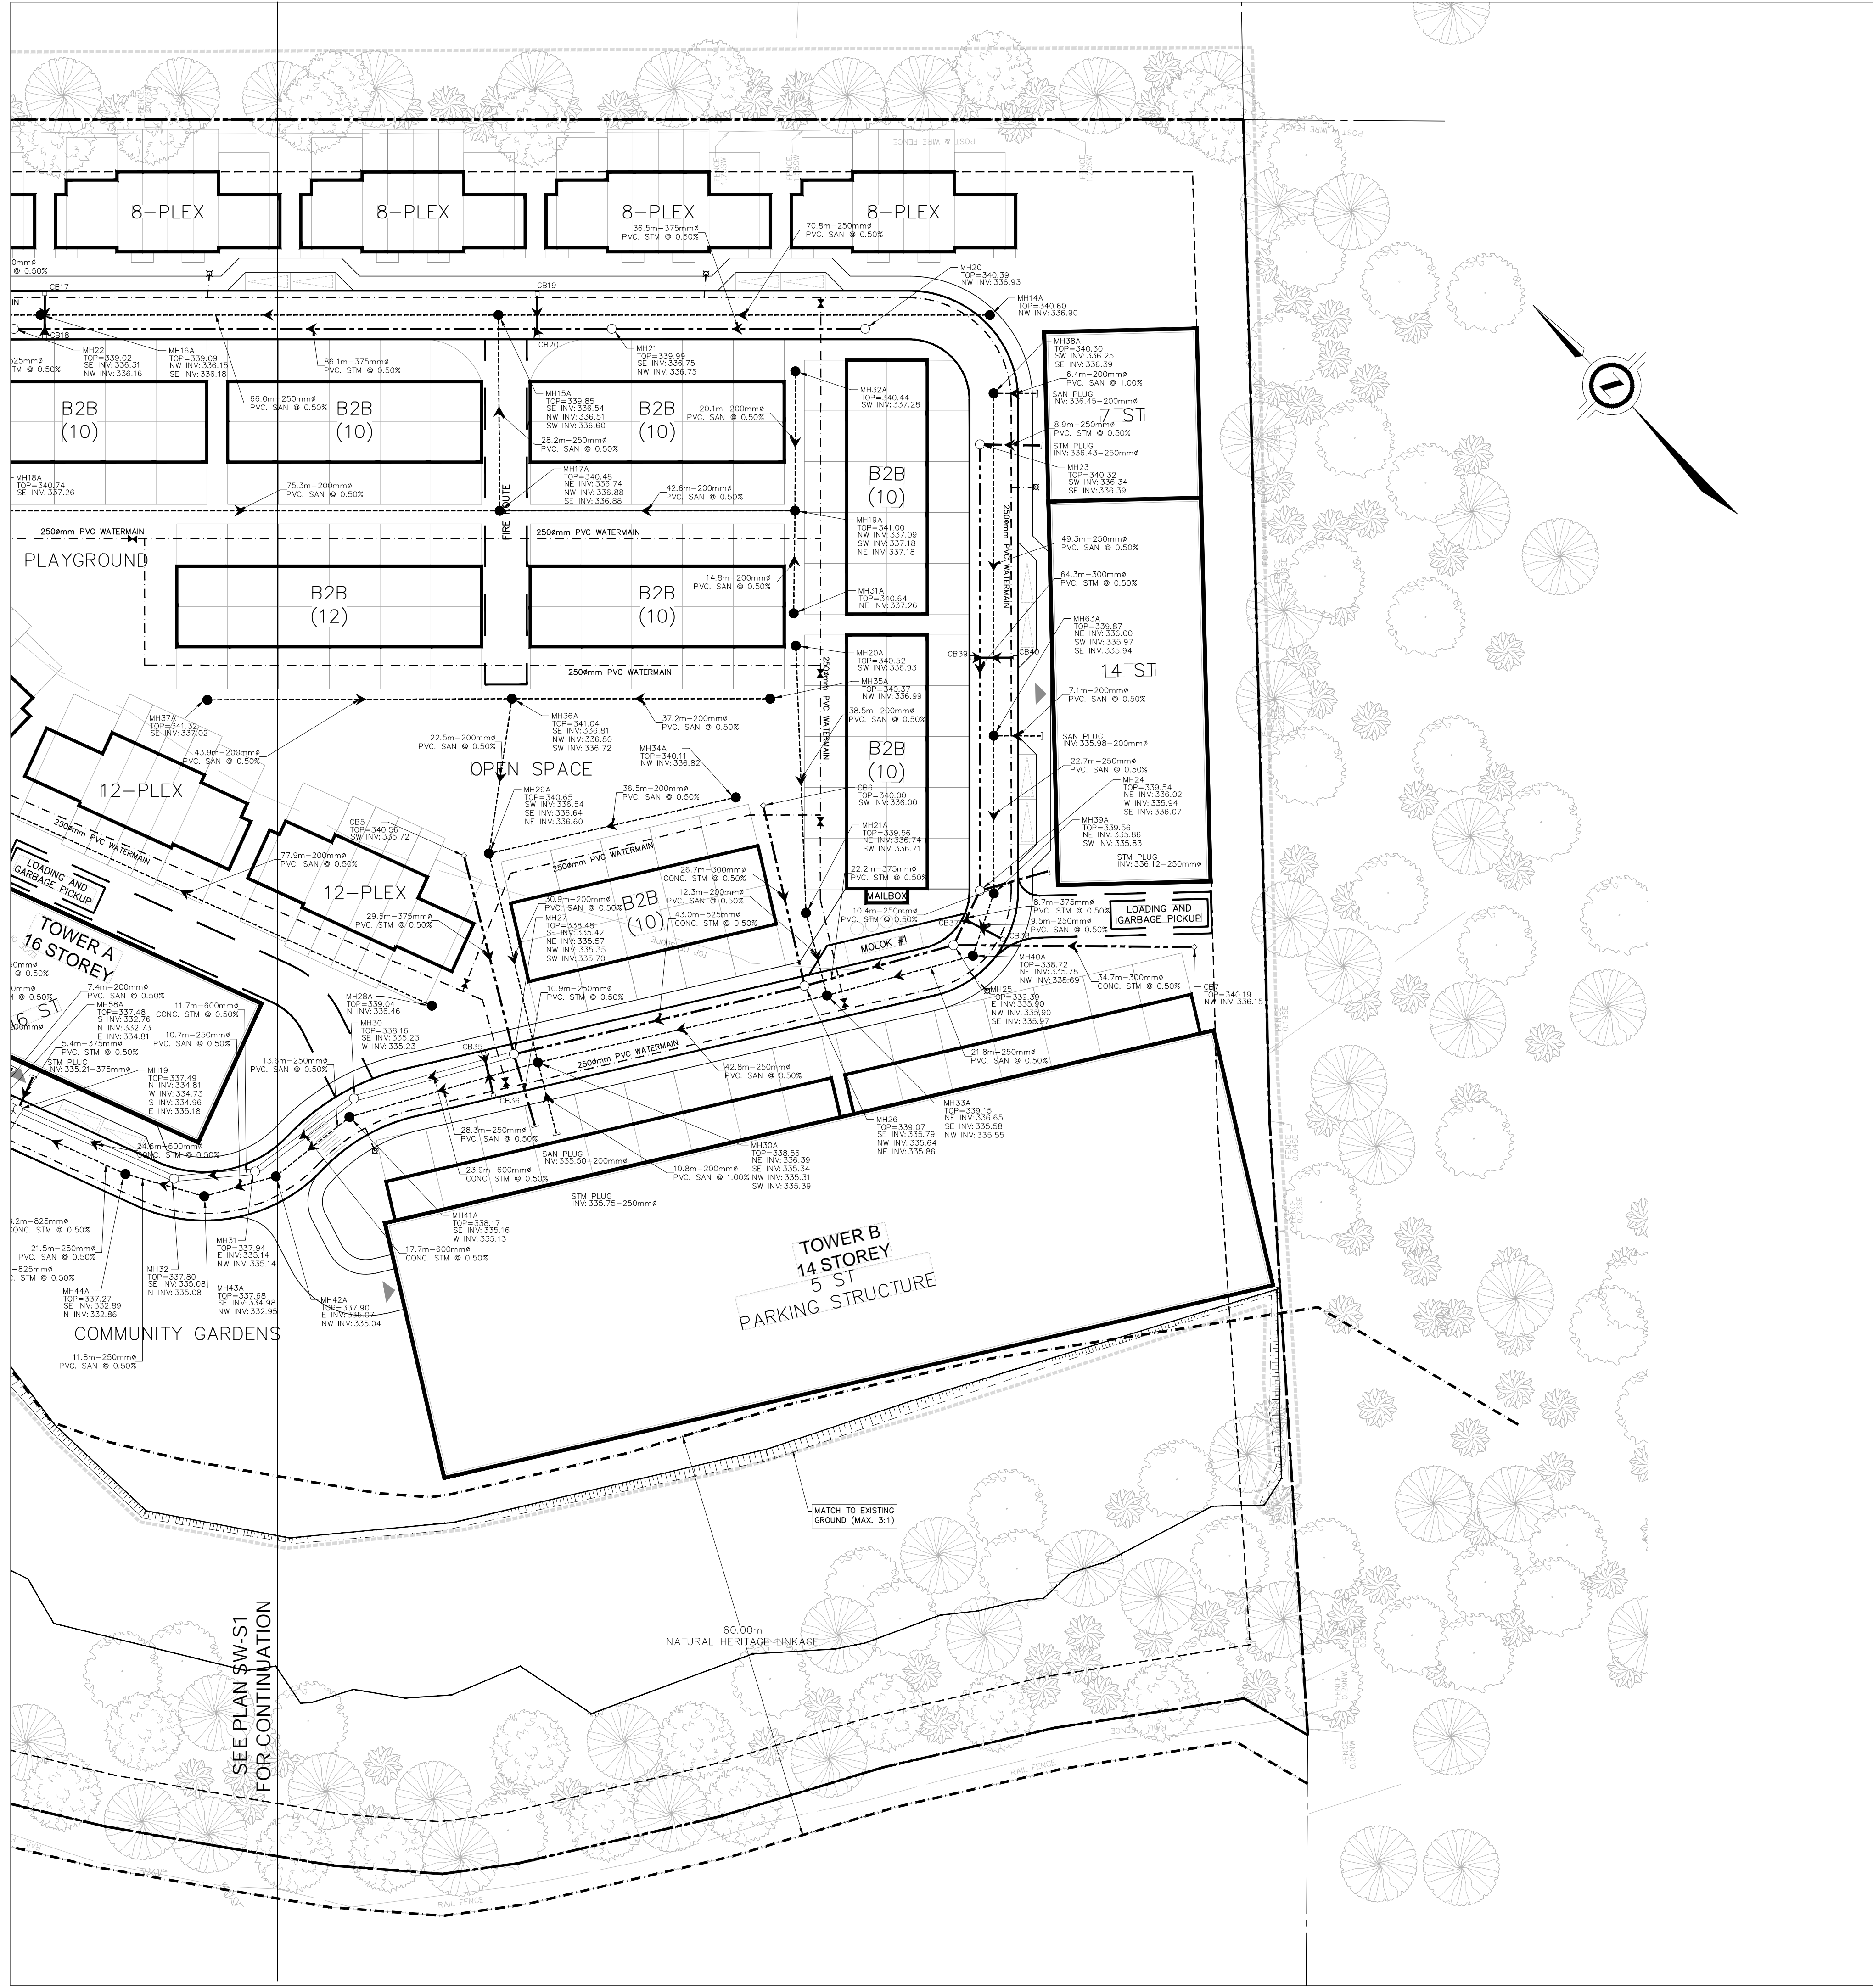 POST & WIRE FENCE
POST & WIRE FENCE
8-PLEX
8-PLEX
8-PLEX
8-PLEX
36.5m-375mmø
PVC. STM @ 0.50%
70.8m-250mmø
PVC. SAN @ 0.50%
0mmø
@ 0.50%
CB17
CB19
MH20
TOP=340.39
NW INV: 336.93
MH14A
TOP=340.60
NW INV: 336.90
CB18
CB20
MH22
TOP=339.02
SE INV: 336.31
NW INV: 336.16
MH16A
TOP=339.09
NW INV: 336.15
SE INV: 336.18
86.1m-375mmø
PVC. STM @ 0.50%
MH21
TOP=339.99
SE INV: 336.75
NW INV: 336.75
MH38A
TOP=340.30
SW INV: 336.25
SE INV: 336.39
6.4m-200mmø
PVC. SAN @ 1.00%
SAN PLUG
INV: 336.45-200mmø
7 ST
8.9m-250mmø
PVC. STM @ 0.50%
STM PLUG
INV: 336.43-250mmø
MH23
TOP=340.32
SW INV: 336.34
SE INV: 336.39
525mmø
STM @ 0.50%
66.0m-250mmø
PVC. SAN @ 0.50%
MH15A
TOP=339.85
SE INV: 336.54
NW INV: 336.51
SW INV: 336.60
MH32A
TOP=340.44
SW INV: 337.28
B2B
(10)
B2B
(10)
B2B
(10)
20.1m-200mmø
PVC. SAN @ 0.50%
28.2m-250mmø
PVC. SAN @ 0.50%
B2B
(10)
MH18A
TOP=340.74
SE INV: 337.26
75.3m-200mmø
PVC. SAN @ 0.50%
MH17A
TOP=340.48
NE INV: 336.74
NW INV: 336.88
SE INV: 336.88
42.6m-200mmø
PVC. SAN @ 0.50%
FIRE ROUTE
MH19A
TOP=341.00
NW INV: 337.09
SW INV: 337.18
NE INV: 337.18
250ømm PVC WATERMAIN
250ømm PVC WATERMAIN
250ømm PVC WATERMAIN
PLAYGROUND
49.3m-250mmø
PVC. SAN @ 0.50%
64.3m-300mmø
PVC. STM @ 0.50%
14.8m-200mmø
PVC. SAN @ 0.50%
B2B
(12)
B2B
(10)
MH31A
TOP=340.64
NE INV: 337.26
MH63A
TOP=339.87
NE INV: 336.00
SW INV: 335.97
SE INV: 335.94
14 ST
MH20A
TOP=340.52
SW INV: 336.93
CB39
CB40
250ømm PVC WATERMAIN
250ømm PVC WATERMAIN
MH35A
TOP=340.37
NW INV: 336.99
7.1m-200mmø
PVC. SAN @ 0.50%
38.5m-200mmø
PVC. SAN @ 0.50%
MH37A
TOP=341.32
SE INV: 337.02
MH36A
TOP=341.04
SE INV: 336.81
NW INV: 336.80
SW INV: 336.72
37.2m-200mmø
PVC. SAN @ 0.50%
22.5m-200mmø
PVC. SAN @ 0.50%
43.9m-200mmø
PVC. SAN @ 0.50%
MH34A
TOP=340.11
NW INV: 336.82
SAN PLUG
INV: 335.98-200mmø
B2B
(10)
OPEN SPACE
22.7m-250mmø
PVC. SAN @ 0.50%
12-PLEX
MH29A
TOP=340.65
SW INV: 336.54
SE INV: 336.64
NE INV: 336.60
36.5m-200mmø
PVC. SAN @ 0.50%
CB6
TOP=340.00
SW INV: 336.00
MH24
TOP=339.54
NE INV: 336.02
W INV: 335.94
SE INV: 336.07
MH39A
TOP=339.56
NE INV: 335.86
SW INV: 335.83
CB5
TOP=340.56
SW INV: 335.72
MH21A
TOP=339.56
NE INV: 336.74
SW INV: 336.71
250ømm PVC WATERMAIN
250ømm PVC WATERMAIN
77.9m-200mmø
PVC. SAN @ 0.50%
STM PLUG
INV: 336.12-250mmø
LOADING AND
GARBAGE PICKUP
26.7m-300mmø
CONC. STM @ 0.50%
22.2m-375mmø
PVC. STM @ 0.50%
12-PLEX
MAILBOX
30.9m-200mmø
PVC. SAN @ 0.50%
B2B
(10)
12.3m-200mmø
PVC. SAN @ 0.50%
43.0m-525mmø
CONC. STM @ 0.50%
10.4m-250mmø
PVC. STM @ 0.50%
8.7m-375mmø
PVC. STM @ 0.50%
LOADING AND
GARBAGE PICKUP
TOWER A
16 STOREY
29.5m-375mmø
PVC. STM @ 0.50%
MH27
TOP=338.48
SE INV: 335.42
NE INV: 335.57
NW INV: 335.35
SW INV: 335.70
CB37
CB38
9.5m-250mmø
PVC. SAN @ 0.50%
MOLOK #1
TOP OF SLOPE
16 ST
MH40A
TOP=338.72
NE INV: 335.78
NW INV: 335.69
34.7m-300mmø
CONC. STM @ 0.50%
CB7
TOP=340.19
NW INV: 336.15
7.4m-200mmø
PVC. SAN @ 0.50%
MH58A
TOP=337.48
S INV: 332.76
N INV: 332.73
E INV: 334.81
11.7m-600mmø
CONC. STM @ 0.50%
MH28A
TOP=339.04
N INV: 336.46
10.9m-250mmø
PVC. STM @ 0.50%
MH25
TOP=339.39
E INV: 335.90
NW INV: 335.90
SE INV: 335.97
MH30
TOP=338.16
SE INV: 335.23
W INV: 335.23
10.7m-250mmø
PVC. SAN @ 0.50%
5.4m-375mmø
PVC. STM @ 0.50%
STM PLUG
INV: 335.21-375mmø
13.6m-250mmø
PVC. SAN @ 0.50%
CB35
CB36
250ømm PVC WATERMAIN
42.8m-250mmø
PVC. SAN @ 0.50%
21.8m-250mmø
PVC. SAN @ 0.50%
MH19
TOP=337.49
N INV: 334.81
W INV: 334.73
S INV: 334.96
E INV: 335.18
MH33A
TOP=339.15
NE INV: 336.65
SE INV: 335.58
NW INV: 335.55
MH26
TOP=339.07
SE INV: 335.79
NW INV: 335.64
NE INV: 335.86
28.3m-250mmø
PVC. SAN @ 0.50%
24.6m-600mmø
CONC. STM @ 0.50%
SAN PLUG
INV: 335.50-200mmø
MH30A
TOP=338.56
NE INV: 336.39
SE INV: 335.34
NW INV: 335.31
SW INV: 335.39
23.9m-600mmø
CONC. STM @ 0.50%
10.8m-200mmø
PVC. SAN @ 1.00%
STM PLUG
INV: 335.75-250mmø
MH41A
TOP=338.17
SE INV: 335.16
W INV: 335.13
.2m-825mmø
CONC. STM @ 0.50%
21.5m-250mmø
PVC. SAN @ 0.50%
-825mmø
C. STM @ 0.50%
MH31
TOP=337.94
E INV: 335.14
NW INV: 335.14
17.7m-600mmø
CONC. STM @ 0.50%
MH32
TOP=337.80
SE INV: 335.08
N INV: 335.08
MH44A
TOP=337.27
SE INV: 332.89
N INV: 332.86
MH43A
TOP=337.68
SE INV: 334.98
NW INV: 332.95
MH42A
TOP=337.90
E INV: 335.07
NW INV: 335.04
TOWER B
14 STOREY
5 ST
PARKING STRUCTURE
COMMUNITY GARDENS
11.8m-250mmø
PVC. SAN @ 0.50%
MATCH TO EXISTING
GROUND (MAX. 3:1)
60.00m
NATURAL HERITAGE LINKAGE
SEE PLAN SW-S1
FOR CONTINUATION
RAIL FENCE
RAIL FENCE
RAIL FENCE
FENCE
0.08NW